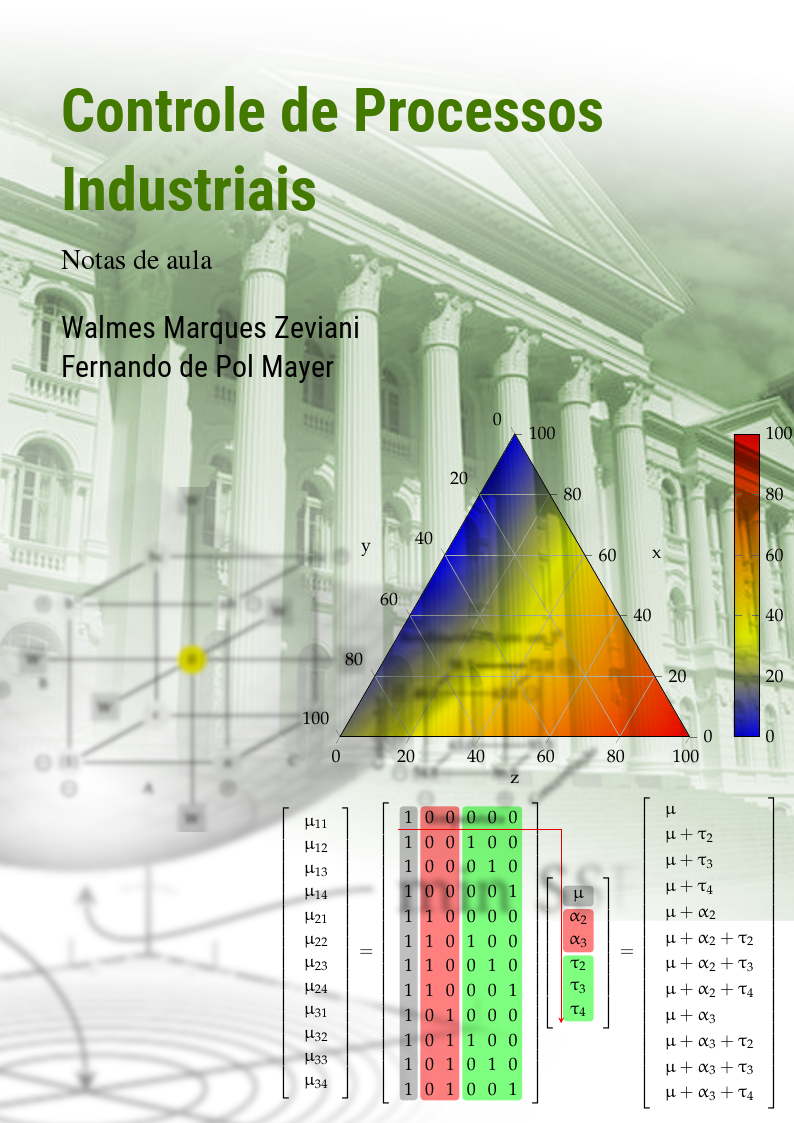 Controle de Processos
Industriais
Notas de aula
Walmes Marques Zeviani
Fernando de Pol Mayer
0
100
100
20
80
80
40
y
60
x
60
60
40
40
80
20
20
100
0
0
0 20 40 60 80 100
z
μ11
μ12
μ13
μ14
μ21
μ22
μ23
μ24
μ31
μ32
μ33
μ34
=
1 0 0 0 0 0
1 0 0 1 0 0
1 0 0 0 1 0
1 0 0 0 0 1
1 1 0 0 0 0
1 1 0 1 0 0
1 1 0 0 1 0
1 1 0 0 0 1
1 0 1 0 0 0
1 0 1 1 0 0
1 0 1 0 1 0
1 0 1 0 0 1
μ
α2
α3
τ2
τ3
τ4
=
μ
μ + τ2
μ + τ3
μ + τ4
μ + α2
μ + α2 + τ2
μ + α2 + τ3
μ + α2 + τ4
μ + α3
μ + α3 + τ2
μ + α3 + τ3
μ + α3 + τ4